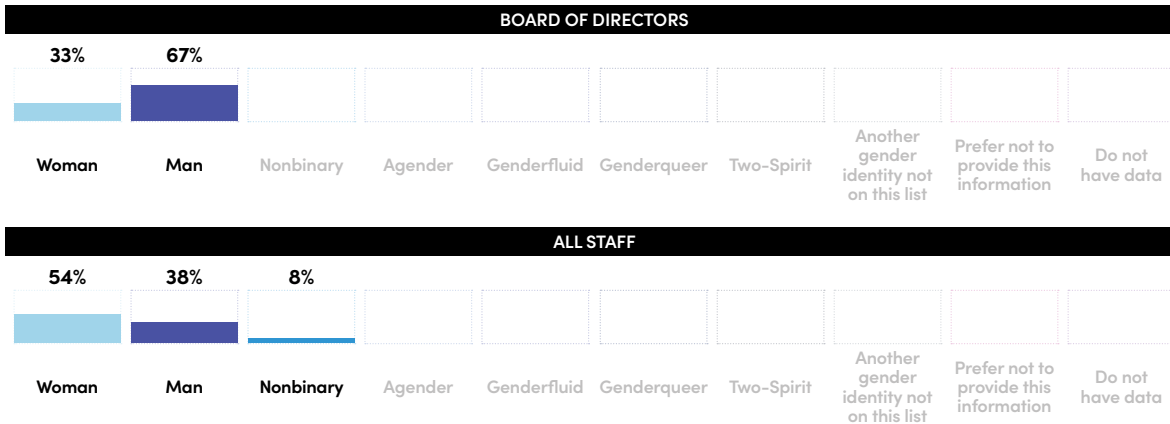 BOARD OF DIRECTORS
33% 67%
Woman Man Nonbinary Agender Genderfluid Genderqueer Two-Spirit Another gender identity not on this list Prefer not to provide this information Do not have data
ALL STAFF
54% 38% 8%
Woman Man Nonbinary Agender Genderfluid Genderqueer Two-Spirit Another gender identity not on this list Prefer not to provide this information Do not have data